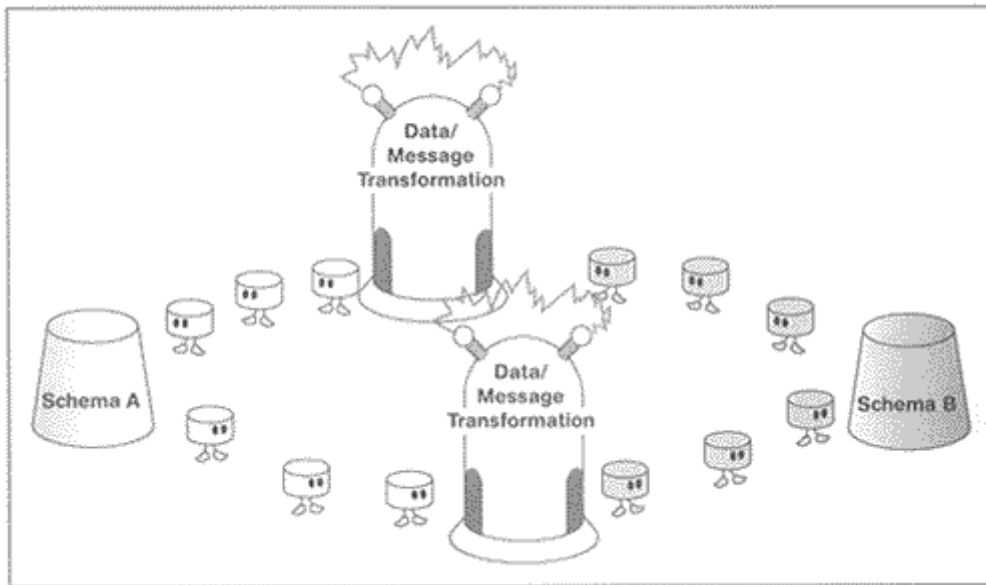 Data/
Message
Transformation
Schema A
Data/
Message
Transformation
Schema B